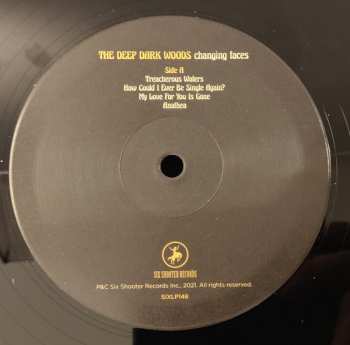 THE DEEP DARK WOODS changing faces
Side A
Treacherous Waters
How Could I Ever Be Single Again?
My Love For You Is Gone
Anathea
SIX SHOOTER RECORDS
P&C Six Shooter Records Inc., 2021. All rights reserved.
SIXLP148